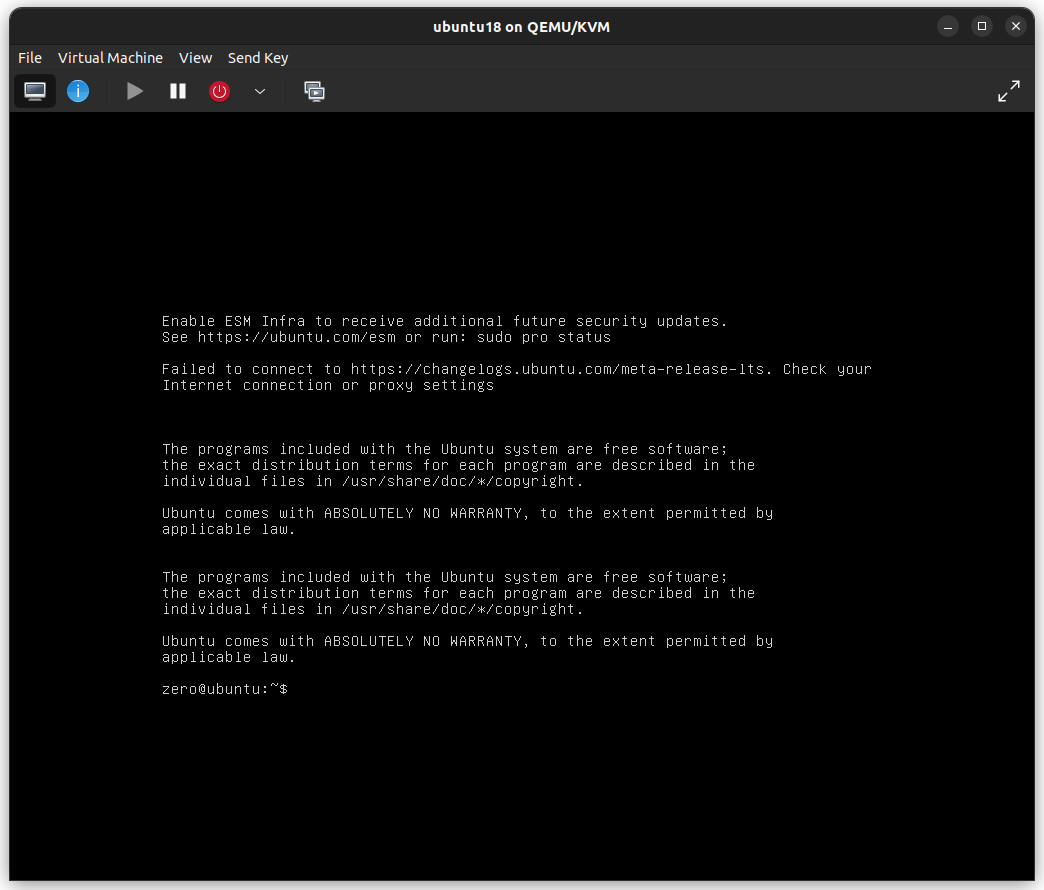 ubuntu18 on QEMU/KVM
File Virtual Machine View Send Key
Enable ESM Infra to receive additional future security updates.
See https://ubuntu.com/esm or run: sudo pro status
Failed to connect to https://changelogs.ubuntu.com/meta-release-lts. Check your
Internet connection or proxy settings
The programs included with the Ubuntu system are free software;
the exact distribution terms for each program are described in the
individual files in /usr/share/doc/*/copyright.
Ubuntu comes with ABSOLUTELY NO WARRANTY, to the extent permitted by
applicable law.
The programs included with the Ubuntu system are free software;
the exact distribution terms for each program are described in the
individual files in /usr/share/doc/*/copyright.
Ubuntu comes with ABSOLUTELY NO WARRANTY, to the extent permitted by
applicable law.
zero@ubuntu:~$